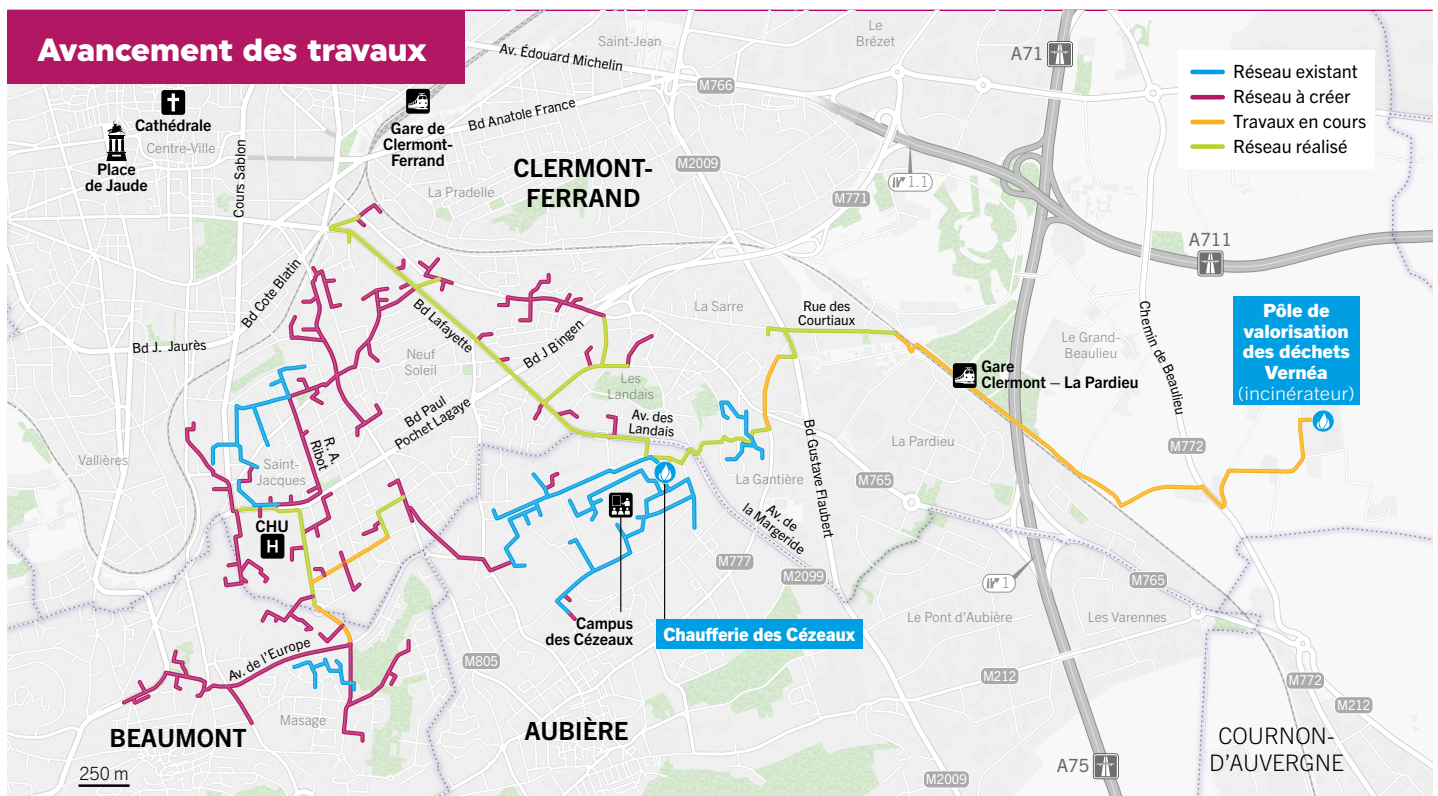 Avancement des travaux
Saint-Jean
Le
Brézet
Av. Édouard Michelin
A71
M766
Réseau existant
Réseau à créer
Travaux en cours
Réseau réalisé
Cathédrale
Centre-Ville
Place
de Jaude
Cours Sablon
Gare de
Clermont-
Ferrand
Bd Anatole France
La Pradelle
CLERMONT-
FERRAND
M2009
1.1
M771
A711
Bd Cote Blatin
Bd J. Jaurès
Bd Lafayette
Neuf
Soleil
Bd J Bingen
La Sarre
Rue des
Courtiaux
Les
Landais
Gare
Clermont – La Pardieu
Le Grand-
Beaulieu
Chemin de Beaulieu
Pôle de
valorisation
des déchets
Vernéa
(incinérateur)
Bd Paul
Pochet Lagaye
R. A.
Ribot
Av. des
Landais
Vallières
Saint-
Jacques
La Gantière
Bd Gustave Flaubert
La Pardieu
M772
M765
CHU
H
Av. de
la Margeride
M777
M2099
1
M765
Le Pont d'Aubière
Les Varennes
Campus
des Cézeaux
Chaufferie des Cézeaux
Av. de l'Europe
M805
M212
M772
M212
Masage
BEAUMONT
AUBIÈRE
COURNON-
D'AUVERGNE
250 m
M2009
A75